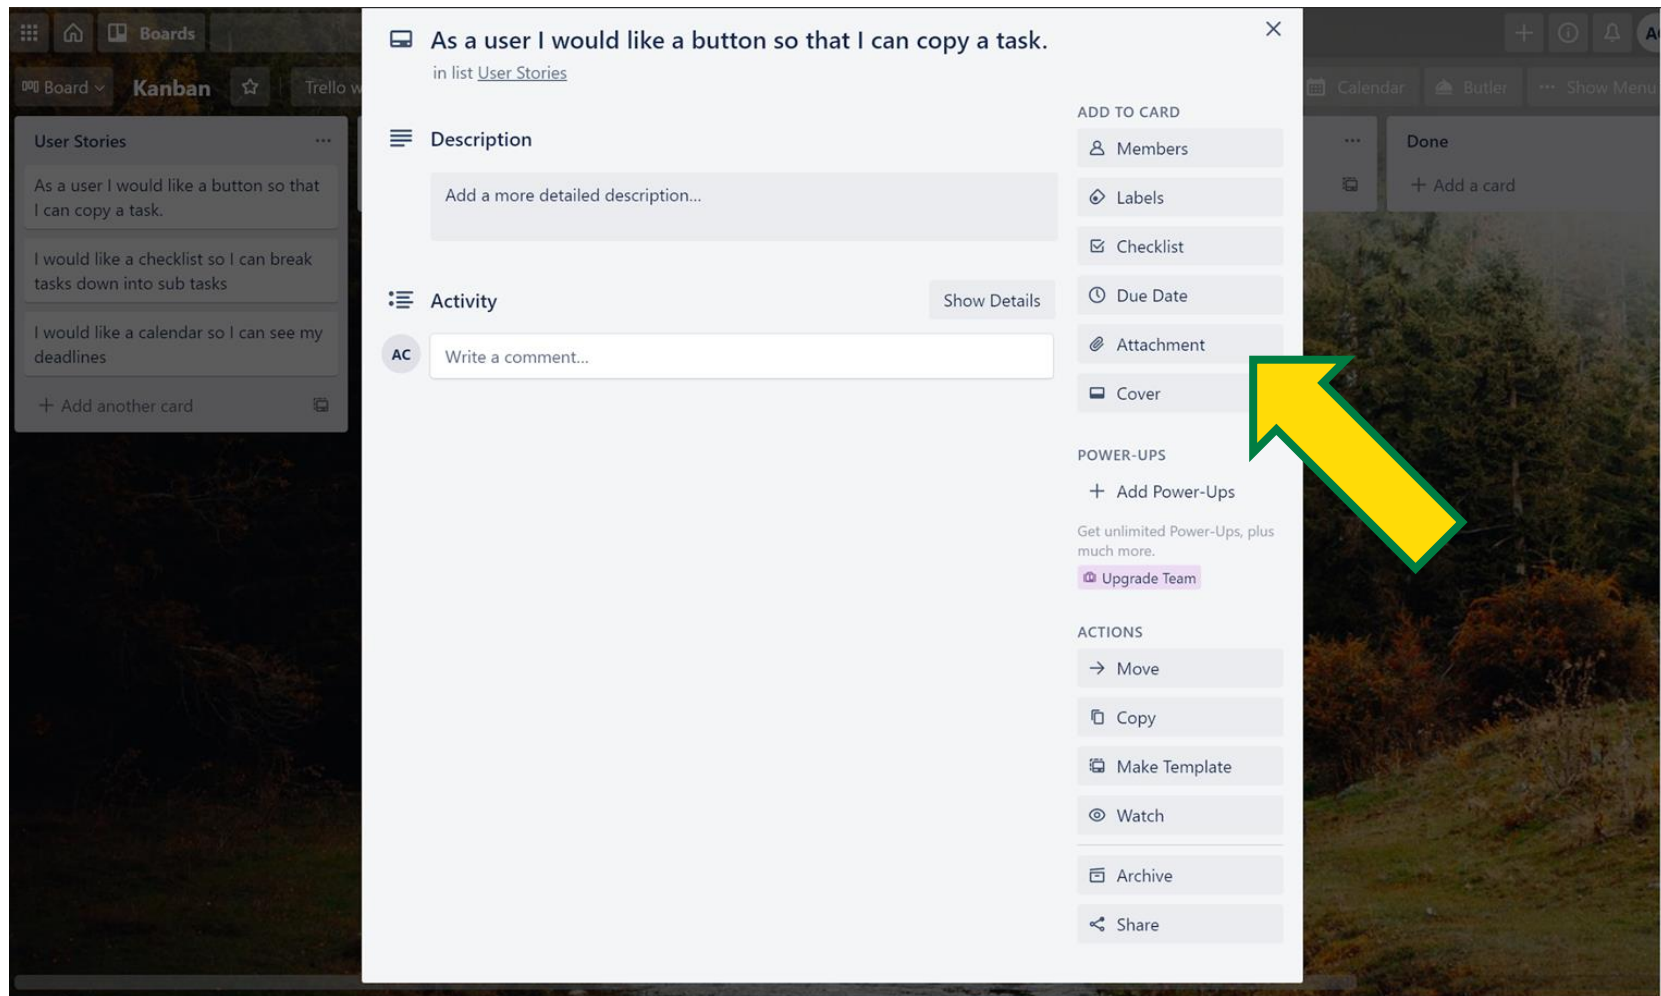 Boards
Board
Kanban
Trello w
Calendar
Butler
Show Menu
User Stories
As a user I would like a button so that
I can copy a task.
I would like a checklist so I can break
tasks down into sub tasks
I would like a calendar so I can see my
deadlines
+ Add another card
As a user I would like a button so that I can copy a task.
in list User Stories
Description
Add a more detailed description...
Activity
Show Details
AC
Write a comment...
ADD TO CARD
Members
Labels
Checklist
Due Date
Attachment
Cover
POWER-UPS
+ Add Power-Ups
Get unlimited Power-Ups, plus
much more.
Upgrade Team
ACTIONS
Move
Copy
Make Template
Watch
Archive
Share
Done
+ Add a card